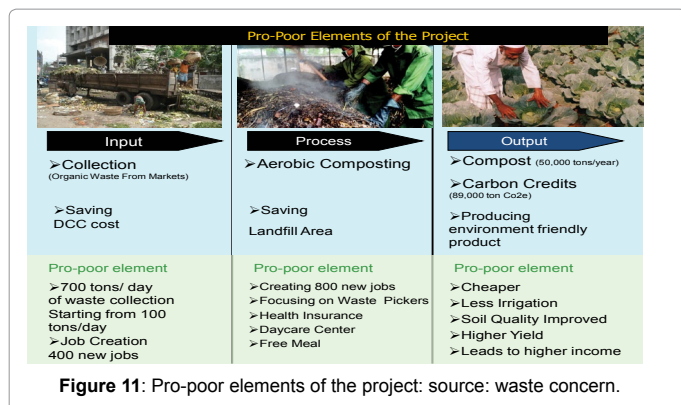 Pro-Poor Elements of the Project
Input
➢Collection
(Organic Waste From Markets)
➢Saving
DCC cost
Pro-poor element
➢700 tons/ day
of waste collection
Starting from 100
tons/day
➢Job Creation
400 new jobs
Process
➢Aerobic Composting
➢Saving
Landfill Area
Pro-poor element
➢Creating 800 new jobs
➢Focusing on Waste Pickers
➢Health Insurance
➢Daycare Center
➢Free Meal
Output
➢Compost (50,000 tons/year)
➢Carbon Credits
(89,000 ton Co2e)
➢Producing
environment friendly
product
Pro-poor element
➢Cheaper
➢Less Irrigation
➢Soil Quality Improved
➢Higher Yield
➢Leads to higher income
Figure 11: Pro-poor elements of the project: source: waste concern.